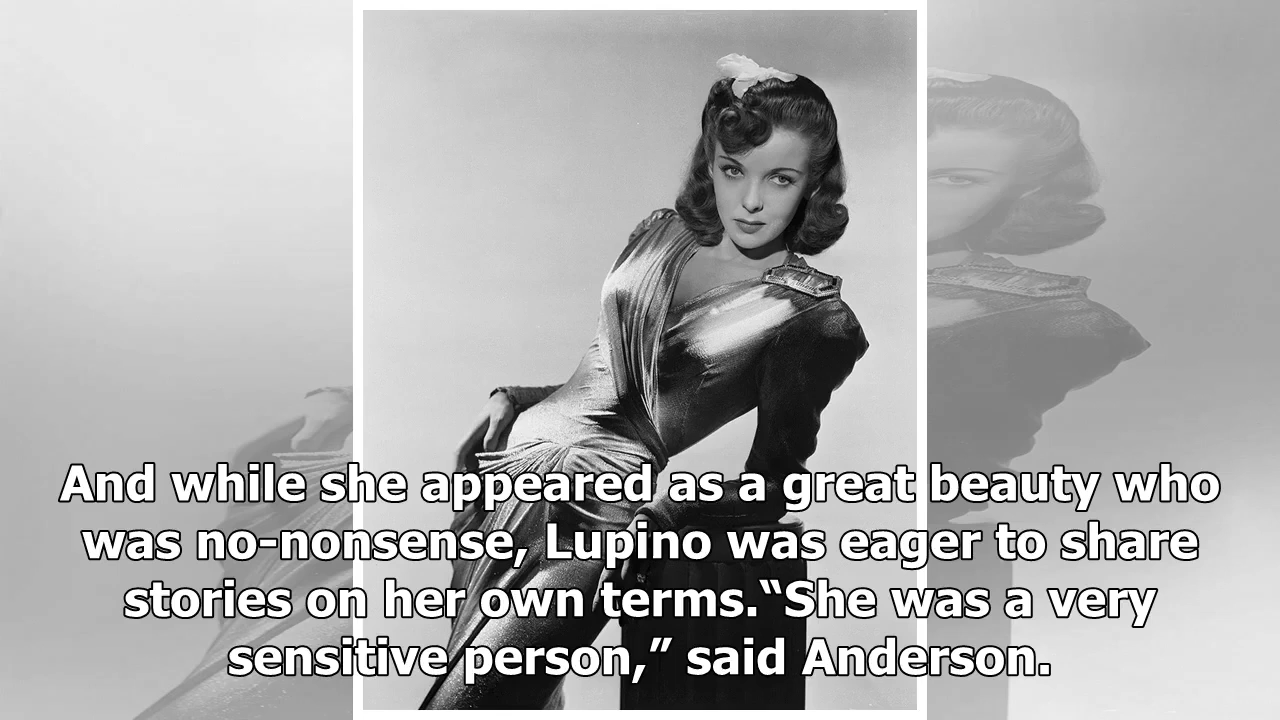 And while she appeared as a great beauty who
was no-nonsense, Lupino was eager to share
stories on her own terms.“She was a very
sensitive person,” said Anderson.